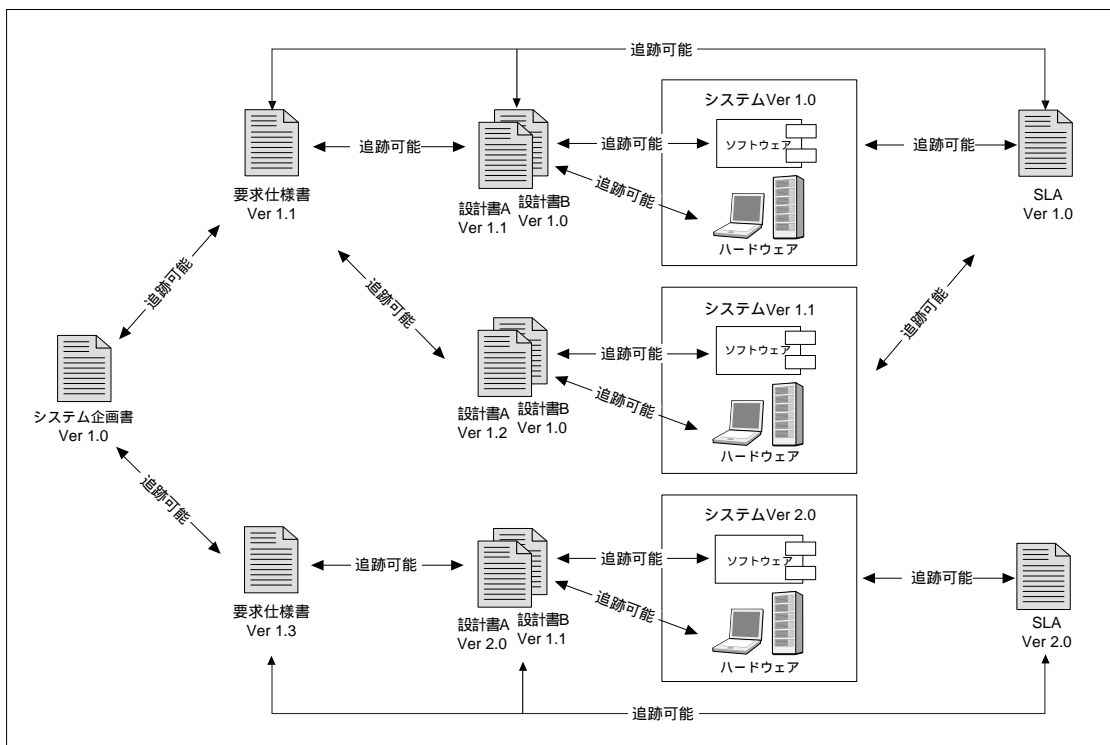 追跡可能
システムVer 1.0
追跡可能
追跡可能
ソフトウェア
追跡可能
追跡可能
要求仕様書
Ver 1.1
設計書A
Ver 1.1
設計書B
Ver 1.0
ハードウェア
SLA
Ver 1.0
追跡可能
追跡可能
システムVer 1.1
追跡可能
追跡可能
ソフトウェア
追跡可能
システム企画書
Ver 1.0
設計書A
Ver 1.2
設計書B
Ver 1.0
ハードウェア
追跡可能
システムVer 2.0
追跡可能
追跡可能
ソフトウェア
追跡可能
追跡可能
要求仕様書
Ver 1.3
設計書A
Ver 2.0
設計書B
Ver 1.1
ハードウェア
SLA
Ver 2.0
追跡可能